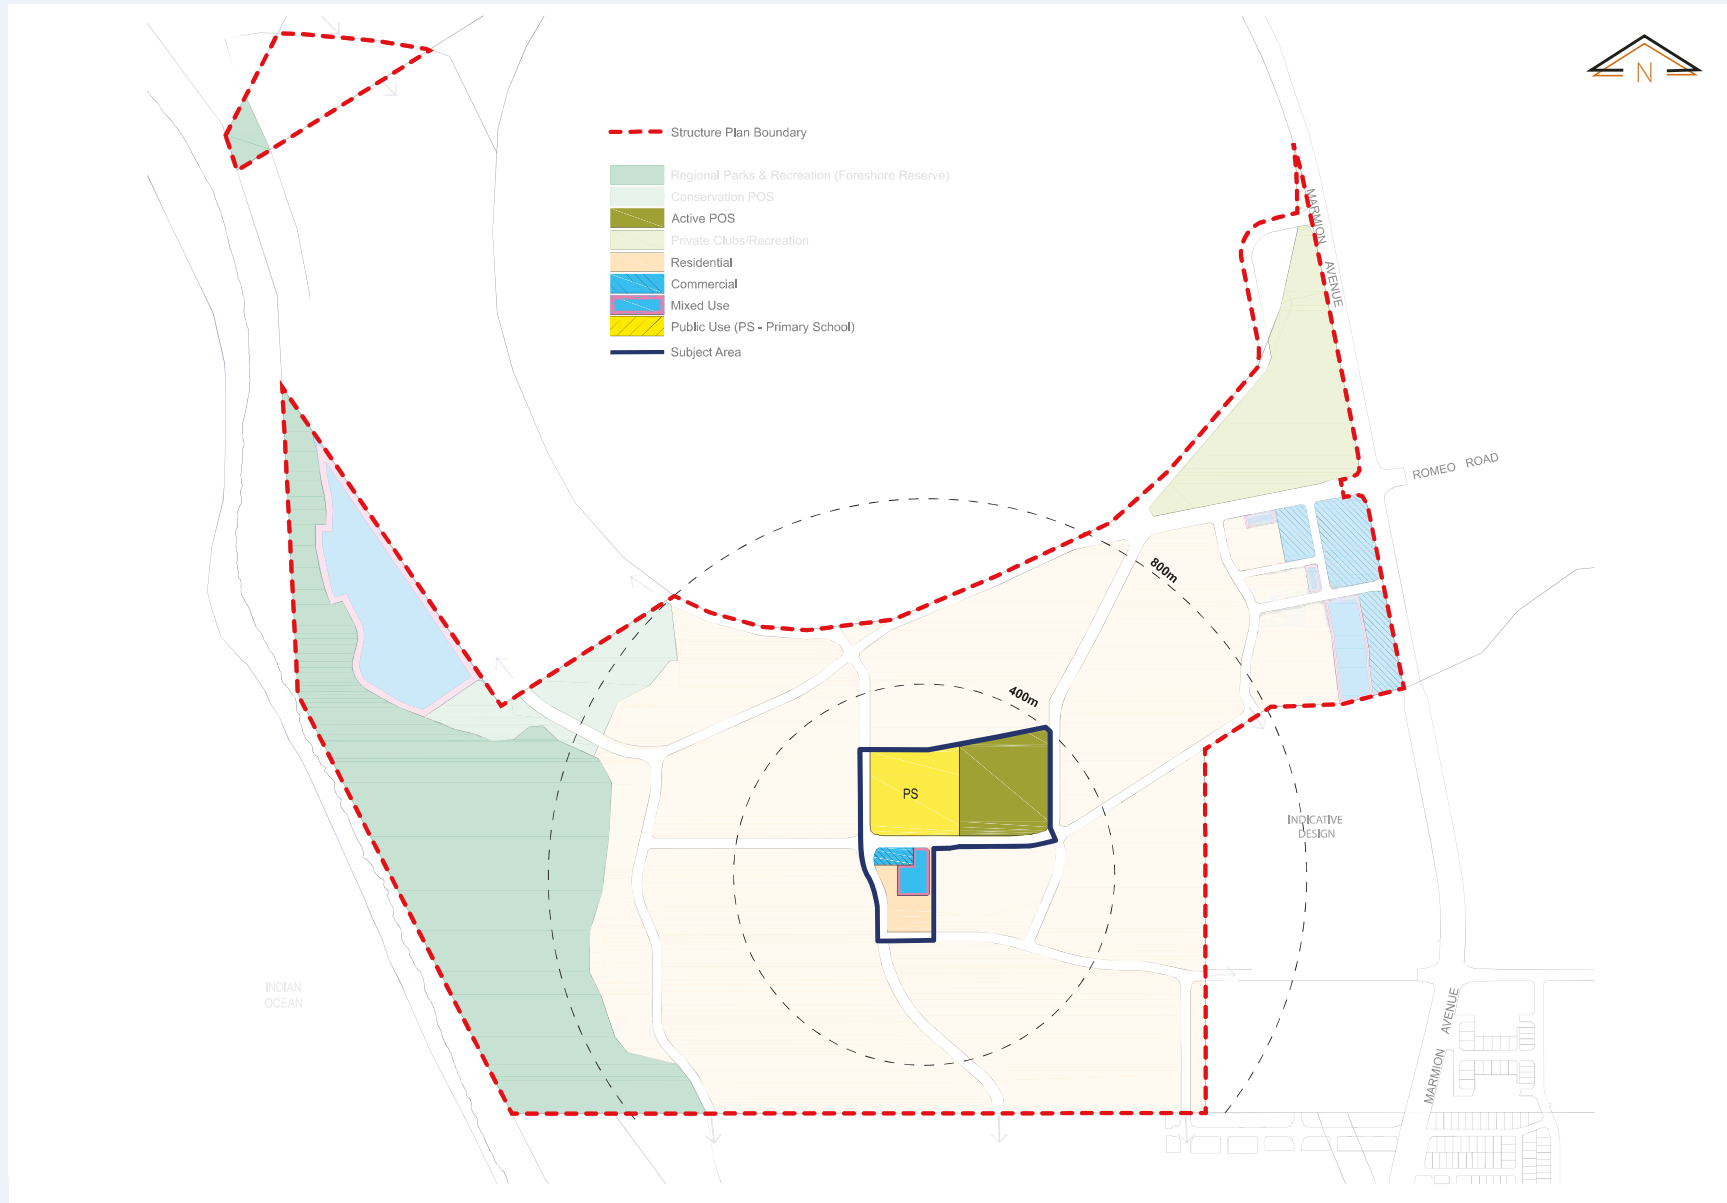 N
Structure Plan Boundary
Regional Parks & Recreation (Foreshore Reserve)
Conservation POS
Active POS
Private Clubs/Recreation
Residential
Commercial
Mixed Use
Public Use (PS - Primary School)
Subject Area
MARMION AVENUE
ROMEO ROAD
800m
400m
PS
INDICATIVE
DESIGN
INDIAN
OCEAN
MARMION AVENUE